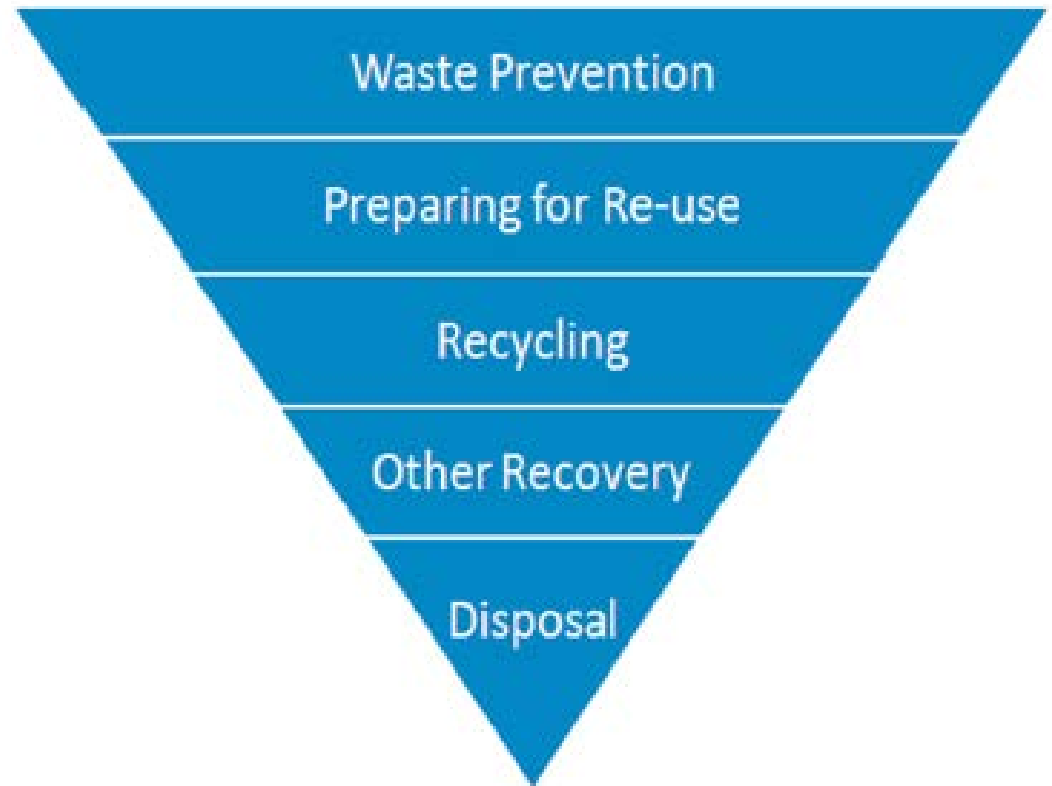 Waste Prevention
Preparing for Re-use
Recycling
Other Recovery
Disposal